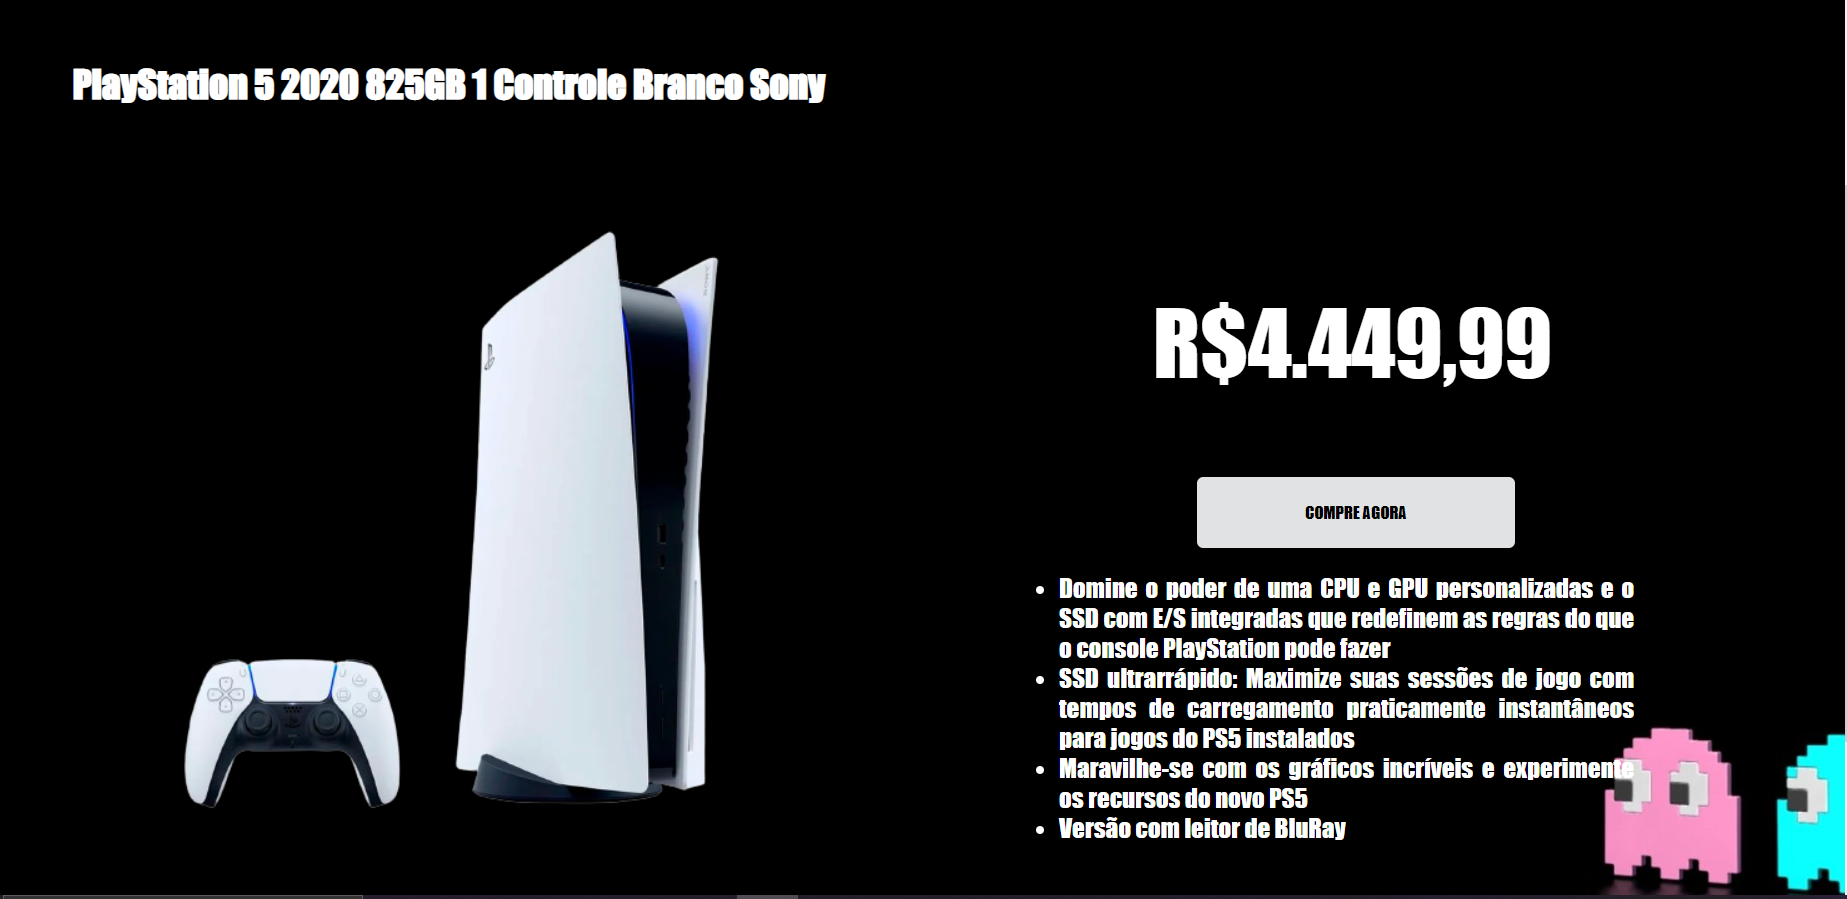 PlayStation 5 2020 825GB 1 Controle Branco Sony
SONY
R$4.449,99
COMPRE AGORA
• Domine o poder de uma CPU e GPU personalizadas e o
SSD com E/S integradas que redefinem as regras do que
o console PlayStation pode fazer
• SSD ultrarrápido: Maximize suas sessões de jogo com
tempos de carregamento praticamente instantâneos
para jogos do PS5 instalados
• Maravilhe-se com os gráficos incríveis e experimente
os recursos do novo PS5
• Versão com leitor de BluRay